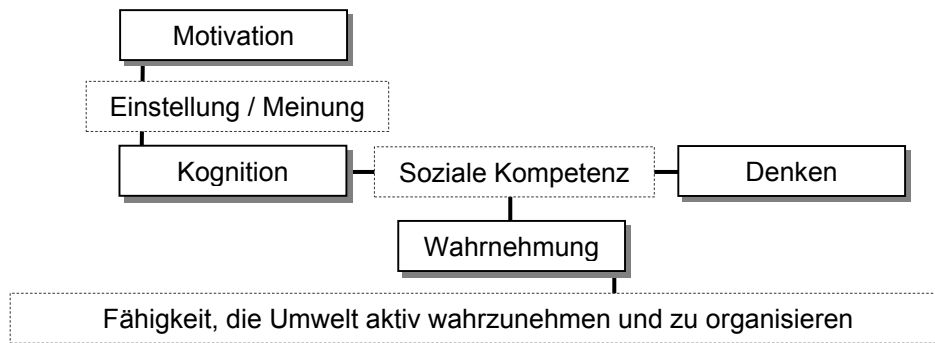 Motivation
Einstellung / Meinung
Kognition
Soziale Kompetenz
Denken
Wahrnehmung
Fähigkeit, die Umwelt aktiv wahrzunehmen und zu organisieren